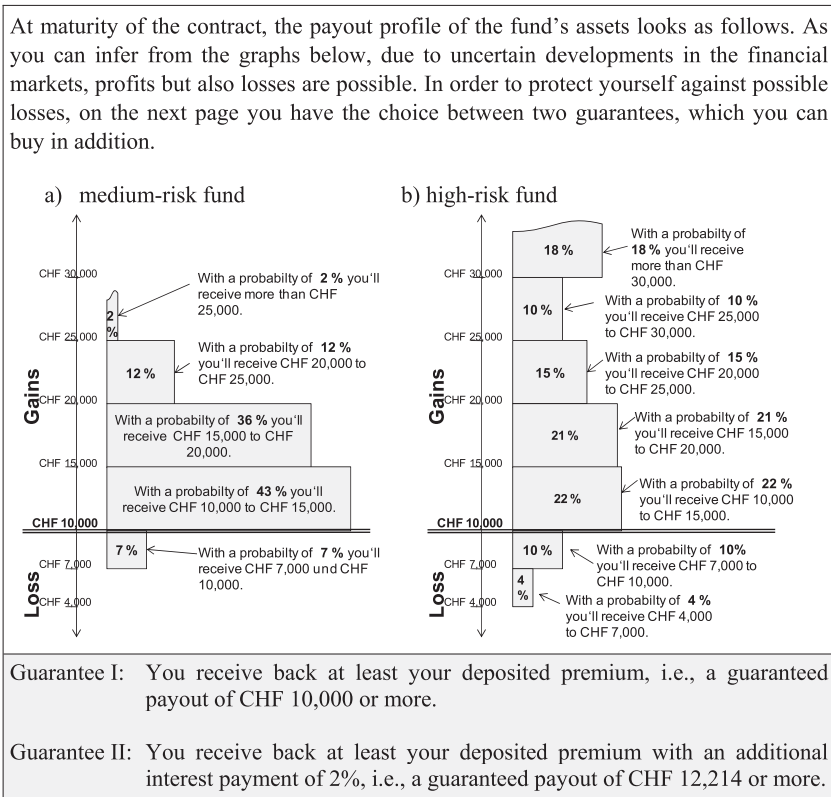 At maturity of the contract, the payout profile of the fund's assets looks as follows. As
you can infer from the graphs below, due to uncertain developments in the financial
markets, profits but also losses are possible. In order to protect yourself against possible
losses, on the next page you have the choice between two guarantees, which you can
buy in addition.
a) medium-risk fund
CHF 30,000
CHF 25,000
CHF 20,000
CHF 15,000
CHF 10,000
CHF 7,000
CHF 4,000
Gains
Loss
2
%
With a probabilty of 2 % you'll
receive more than CHF
25,000.
12 %
With a probabilty of 12 %
you'll receive CHF 20,000 to
CHF 25,000.
With a probabilty of 36 % you'll
receive CHF 15,000 to CHF
20,000.
With a probabilty of 43 % you'll
receive CHF 10,000 to CHF 15,000.
7 %
With a probabilty of 7 % you'll
receive CHF 7,000 und CHF
10,000.
b) high-risk fund
CHF 30,000
CHF 25,000
CHF 20,000
CHF 15,000
CHF 10,000
CHF 7,000
CHF 4,000
Gains
Loss
18 %
With a probabilty of
18 % you'll receive
more than CHF
30,000.
10 %
With a probabilty of 10 %
you'll receive CHF 25,000
to CHF 30,000.
15 %
With a probabilty of 15 %
you'll receive CHF 20,000
to CHF 25,000.
21 %
With a probabilty of 21 %
you'll receive CHF 15,000
to CHF 20,000.
22 %
With a probabilty of 22 %
you'll receive CHF 10,000
to CHF 15,000.
10 %
With a probabilty of 10%
you'll receive CHF 7,000 to
CHF 10,000.
4
%
With a probabilty of 4 %
you'll receive CHF 4,000
to CHF 7,000.
Guarantee I: You receive back at least your deposited premium, i.e., a guaranteed
payout of CHF 10,000 or more.
Guarantee II: You receive back at least your deposited premium with an additional
interest payment of 2%, i.e., a guaranteed payout of CHF 12,214 or more.